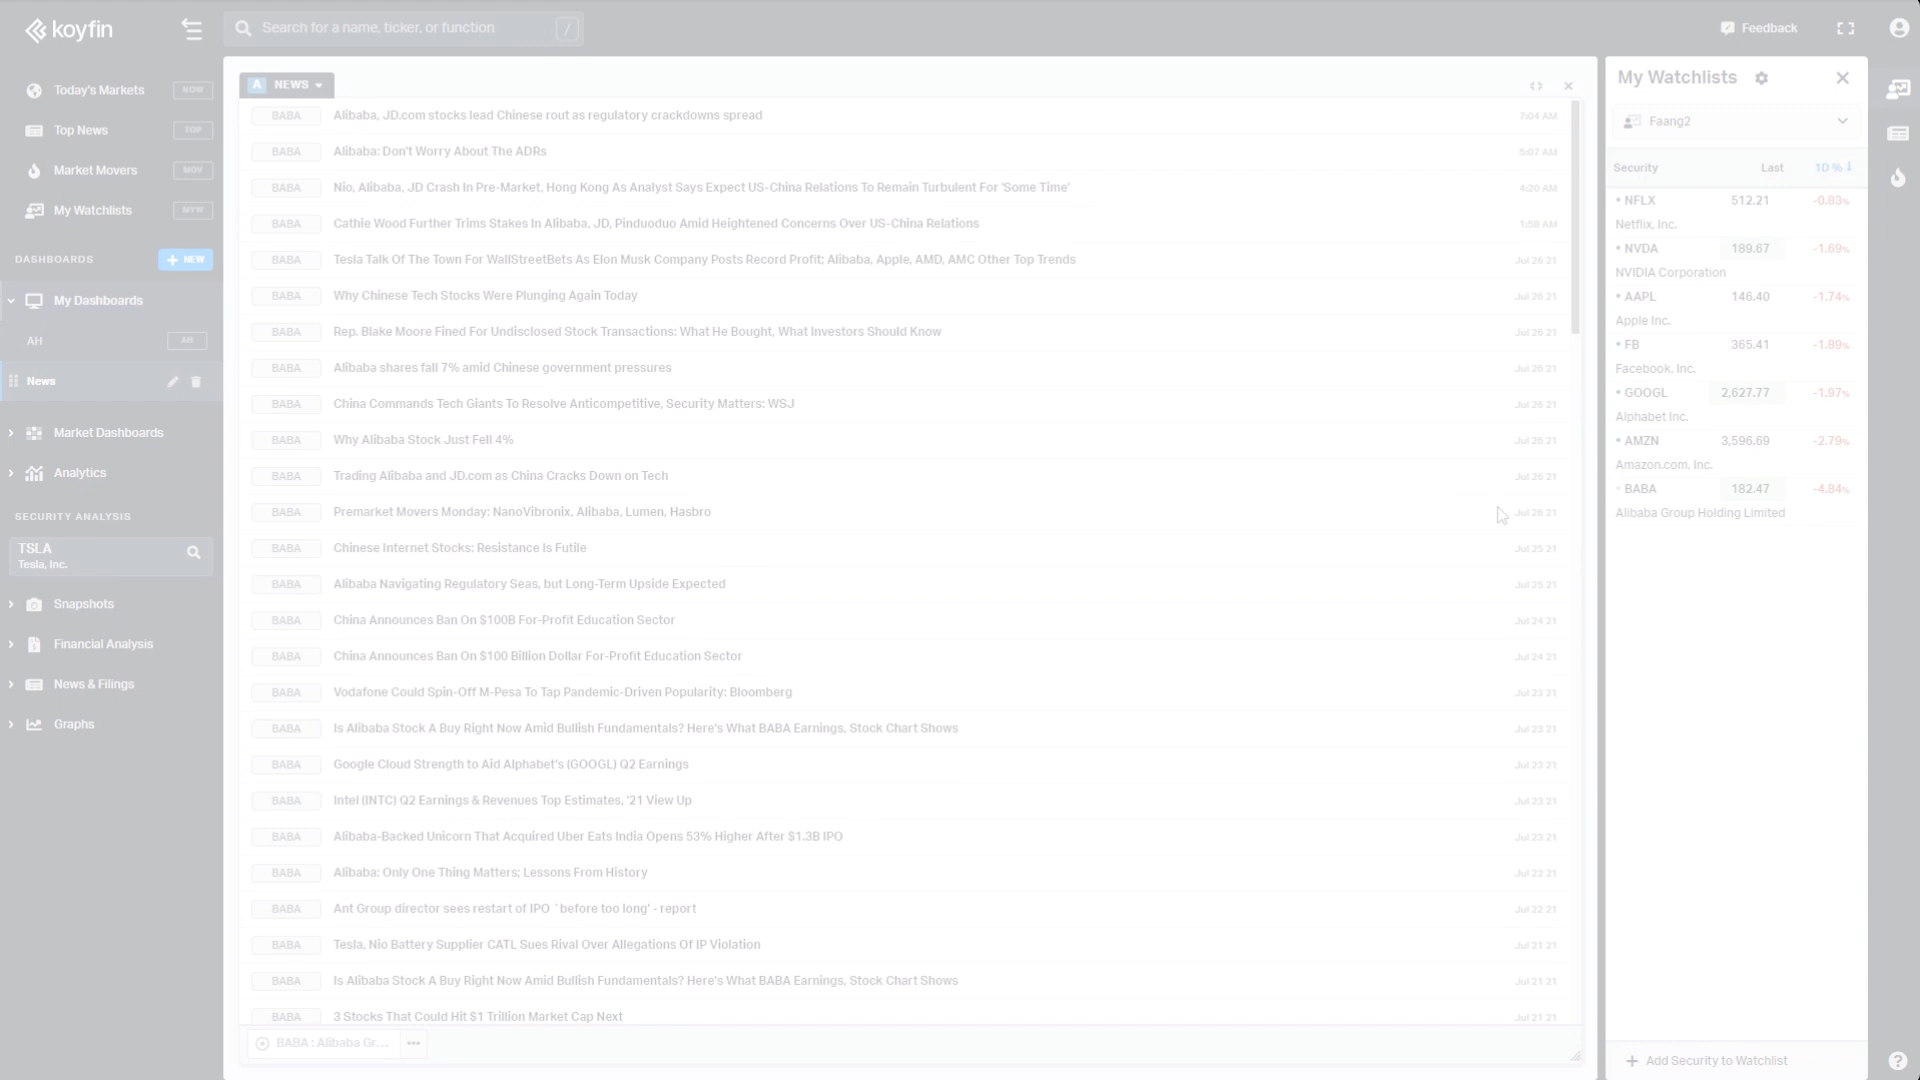 koyfin
Search for a name, ticker, or function
/
Feedback
Today's Markets NOW
Top News TOP
Market Movers MOV
My Watchlists MYW
DASHBOARDS + NEW
My Dashboards
AH AH
News
Market Dashboards
Analytics
SECURITY ANALYSIS
TSLA
Tesla, Inc.
Snapshots
Financial Analysis
News & Filings
Graphs
A NEWS
BABA Alibaba, JD.com stocks lead Chinese rout as regulatory crackdowns spread 7:04 AM
BABA Alibaba: Don't Worry About The ADRs 5:07 AM
BABA Nio, Alibaba, JD Crash In Pre-Market, Hong Kong As Analyst Says Expect US-China Relations To Remain Turbulent For 'Some Time' 4:20 AM
BABA Cathie Wood Further Trims Stakes In Alibaba, JD, Pinduoduo Amid Heightened Concerns Over US-China Relations 1:58 AM
BABA Tesla Talk Of The Town For WallStreetBets As Elon Musk Company Posts Record Profit; Alibaba, Apple, AMD, AMC Other Top Trends Jul 26 21
BABA Why Chinese Tech Stocks Were Plunging Again Today Jul 26 21
BABA Rep. Blake Moore Fined For Undisclosed Stock Transactions: What He Bought, What Investors Should Know Jul 26 21
BABA Alibaba shares fall 7% amid Chinese government pressures Jul 26 21
BABA China Commands Tech Giants To Resolve Anticompetitive, Security Matters: WSJ Jul 26 21
BABA Why Alibaba Stock Just Fell 4% Jul 26 21
BABA Trading Alibaba and JD.com as China Cracks Down on Tech Jul 26 21
BABA Premarket Movers Monday: NanoVibronix, Alibaba, Lumen, Hasbro Jul 26 21
BABA Chinese Internet Stocks: Resistance Is Futile Jul 25 21
BABA Alibaba Navigating Regulatory Seas, but Long-Term Upside Expected Jul 25 21
BABA China Announces Ban On $100B For-Profit Education Sector Jul 24 21
BABA China Announces Ban On $100 Billion Dollar For-Profit Education Sector Jul 24 21
BABA Vodafone Could Spin-Off M-Pesa To Tap Pandemic-Driven Popularity: Bloomberg Jul 23 21
BABA Is Alibaba Stock A Buy Right Now Amid Bullish Fundamentals? Here's What BABA Earnings, Stock Chart Shows Jul 23 21
BABA Google Cloud Strength to Aid Alphabet's (GOOGL) Q2 Earnings Jul 23 21
BABA Intel (INTC) Q2 Earnings & Revenues Top Estimates, '21 View Up Jul 23 21
BABA Alibaba-Backed Unicorn That Acquired Uber Eats India Opens 53% Higher After $1.3B IPO Jul 23 21
BABA Alibaba: Only One Thing Matters; Lessons From History Jul 22 21
BABA Ant Group director sees restart of IPO `before too long' - report Jul 22 21
BABA Tesla, Nio Battery Supplier CATL Sues Rival Over Allegations Of IP Violation Jul 21 21
BABA Is Alibaba Stock A Buy Right Now Amid Bullish Fundamentals? Here's What BABA Earnings, Stock Chart Shows Jul 21 21
BABA 3 Stocks That Could Hit $1 Trillion Market Cap Next Jul 21 21
BABA : Alibaba Gr... •••
My Watchlists
Faang2
Security Last 1D %
NFLX 512.21 -0.83%
Netflix, Inc.
NVDA 189.67 -1.69%
NVIDIA Corporation
AAPL 146.40 -1.74%
Apple Inc.
FB 365.41 -1.89%
Facebook, Inc.
GOOGL 2,627.77 -1.97%
Alphabet Inc.
AMZN 3,596.69 -2.79%
Amazon.com, Inc.
BABA 182.47 -4.84%
Alibaba Group Holding Limited
+ Add Security to Watchlist
?